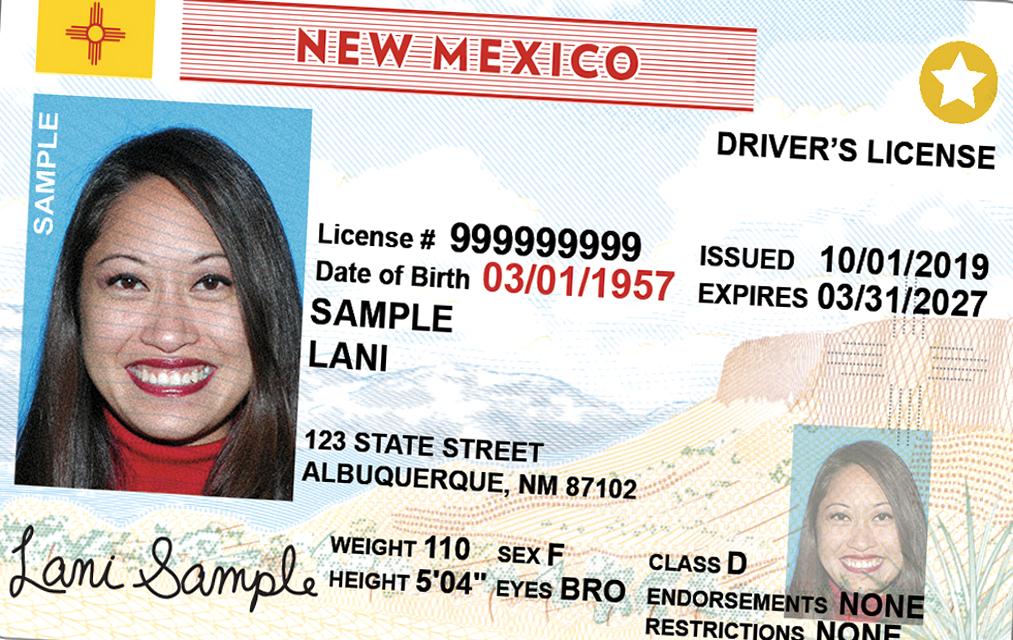 NEW MEXICO
DRIVER'S LICENSE
SAMPLE
License # 999999999
Date of Birth 03/01/1957
ISSUED 10/01/2019
EXPIRES 03/31/2027
SAMPLE
LANI
123 STATE STREET
ALBUQUERQUE, NM 87102
WEIGHT 110 SEX F
HEIGHT 5'04" EYES BRO
CLASS D
ENDORSEMENTS NONE
RESTRICTIONS NONE
Lani Sample